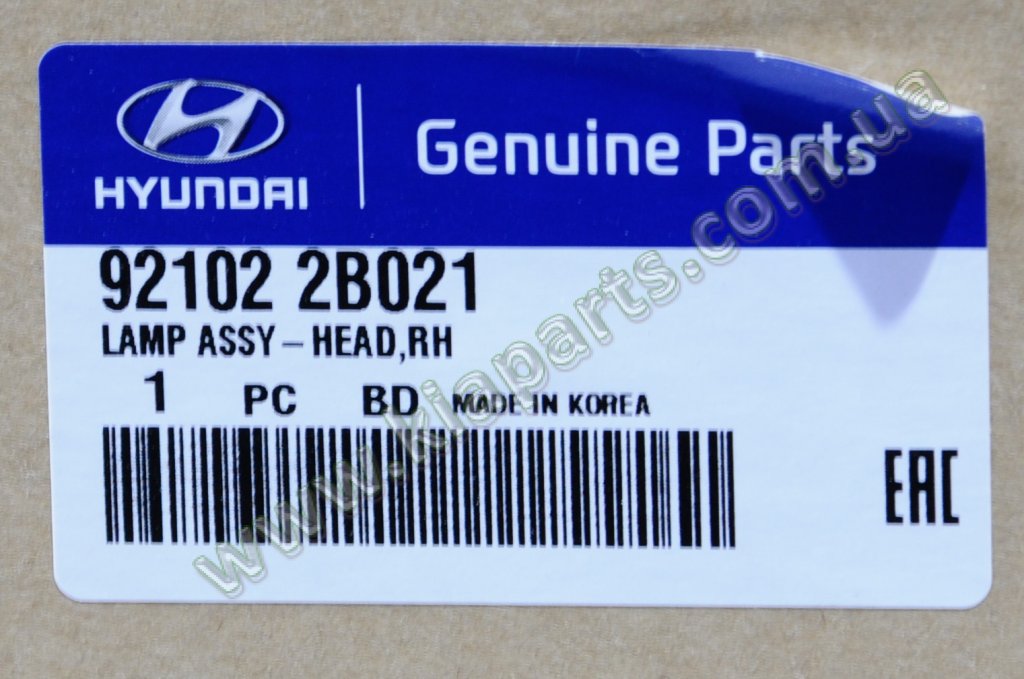 HYUNDAI
Genuine Parts
92102 2B021
LAMP ASSY – HEAD,RH
1 PC BD MADE IN KOREA
EAC
www.kiaparts.com.ua